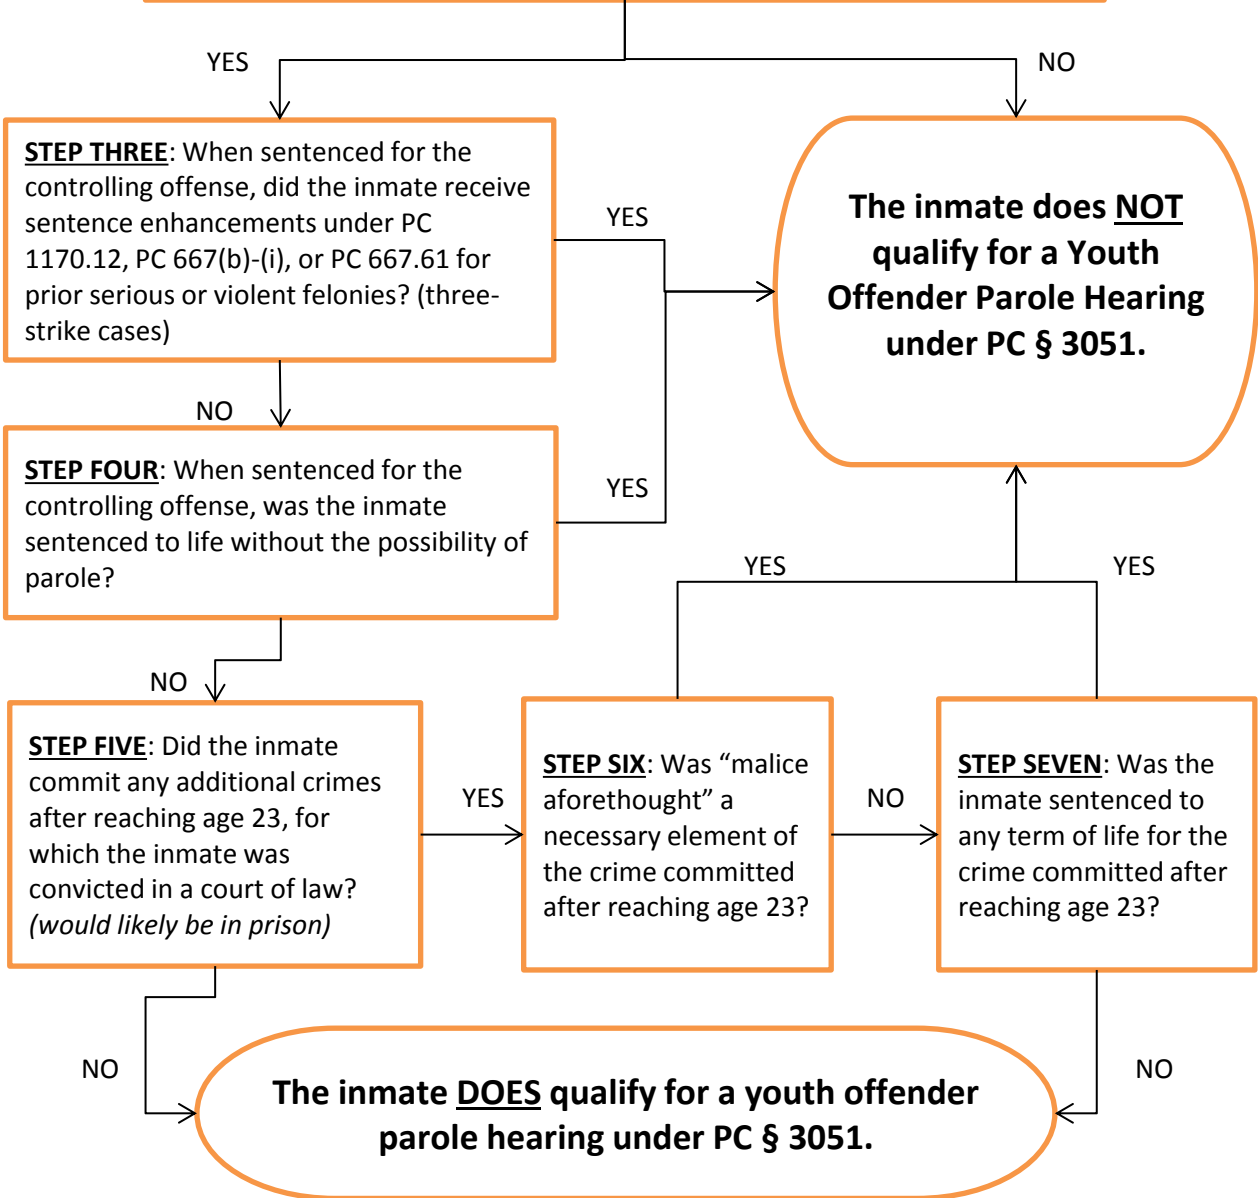 YES
NO
STEP THREE: When sentenced for the
controlling offense, did the inmate receive
sentence enhancements under PC
1170.12, PC 667(b)-(i), or PC 667.61 for
prior serious or violent felonies? (three-
strike cases)
YES
The inmate does NOT
qualify for a Youth
Offender Parole Hearing
under PC § 3051.
NO
STEP FOUR: When sentenced for the
controlling offense, was the inmate
sentenced to life without the possibility of
parole?
YES
YES
YES
NO
STEP FIVE: Did the inmate
commit any additional crimes
after reaching age 23, for
which the inmate was
convicted in a court of law?
(would likely be in prison)
YES
STEP SIX: Was “malice
aforethought” a
necessary element of
the crime committed
after reaching age 23?
NO
STEP SEVEN: Was the
inmate sentenced to
any term of life for the
crime committed after
reaching age 23?
NO
NO
The inmate DOES qualify for a youth offender
parole hearing under PC § 3051.